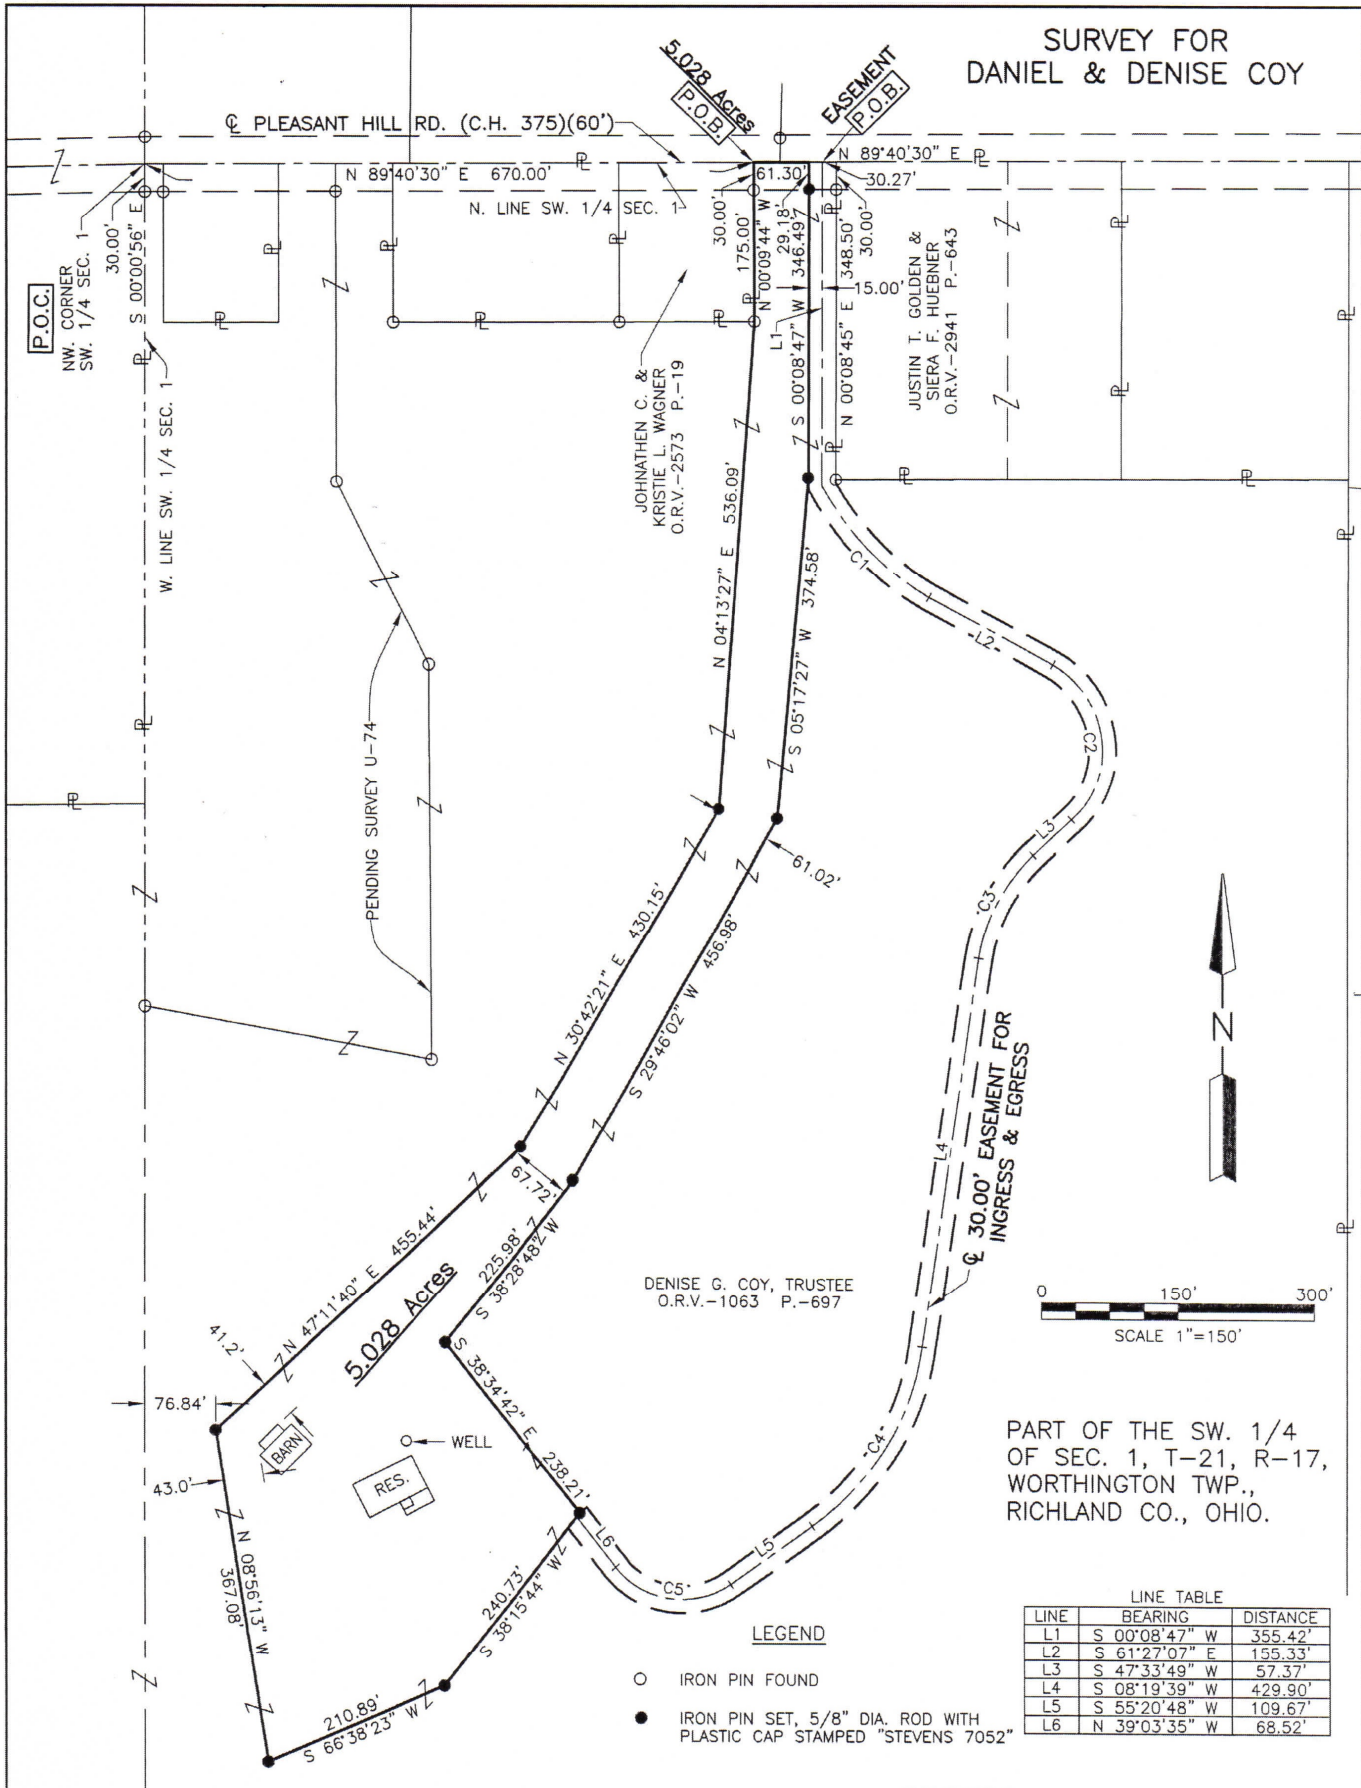 SURVEY FOR
DANIEL & DENISE COY
5.028 Acres
P.O.B.
EASEMENT
P.O.B.
℄ PLEASANT HILL RD. (C.H. 375)(60')
N 89°40'30" E 670.00'
N. LINE SW. 1/4 SEC. 1
61.30'
N 89°40'30" E
30.27'
P.O.C.
NW. CORNER
SW. 1/4 SEC. 1
30.00'
S 00°00'56" E
W. LINE SW. 1/4 SEC. 1
30.00'
175.00'
N 00°09'44" W
29.18'
346.49'
S 00°08'47" W
L1
30.00'
348.50'
N 00°08'45" E
15.00'
JUSTIN T. GOLDEN &
SIERA F. HUEBNER
O.R.V.-2941 P.-643
JOHNATHEN C. &
KRISTIE L. WAGNER
O.R.V.-2573 P.-19
N 04°13'27" E 536.09'
S 05°17'27" W 374.58'
C1
L2
C2
L3
C3
PENDING SURVEY U-74
61.02'
N 30°42'21" E 430.15'
S 29°46'02" W 456.98'
N
L4
℄ 30.00' EASEMENT FOR
INGRESS & EGRESS
67.72'
N 47°11'40" E 455.44'
225.98'
S 38°28'48" W
5.028 Acres
DENISE G. COY, TRUSTEE
O.R.V.-1063 P.-697
0 150' 300'
SCALE 1"=150'
41.2'
76.84'
S 38°34'42" E 238.21'
BARN
WELL
RES.
43.0'
N 08°56'13" W
367.08'
C4
L5
L6
C5
240.73'
S 38°15'44" W
210.89'
S 66°38'23" W
PART OF THE SW. 1/4
OF SEC. 1, T-21, R-17,
WORTHINGTON TWP.,
RICHLAND CO., OHIO.
LEGEND
IRON PIN FOUND
IRON PIN SET, 5/8" DIA. ROD WITH
PLASTIC CAP STAMPED "STEVENS 7052"
LINE TABLE
LINE BEARING DISTANCE
L1 S 00°08'47" W 355.42'
L2 S 61°27'07" E 155.33'
L3 S 47°33'49" W 57.37'
L4 S 08°19'39" W 429.90'
L5 S 55°20'48" W 109.67'
L6 N 39°03'35" W 68.52'